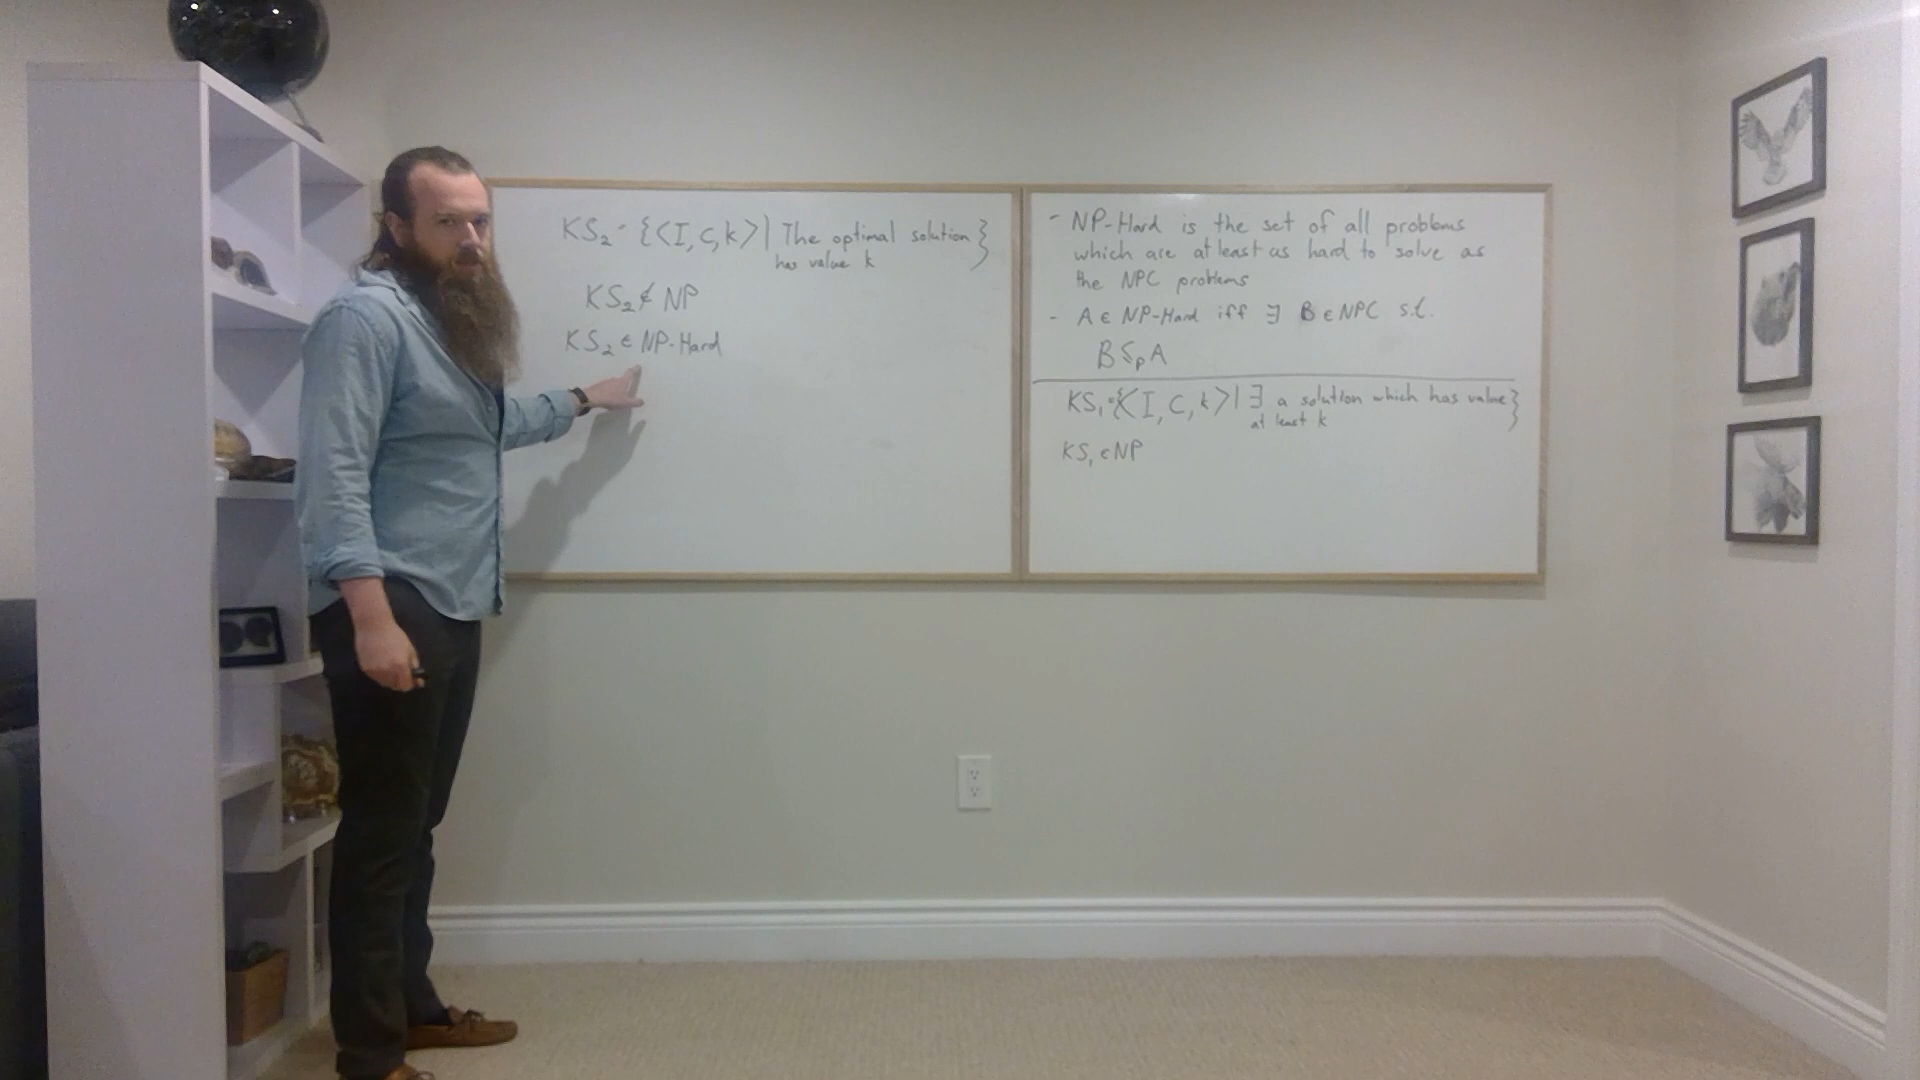 KS₂ = {<I, C, k> | The optimal solution
has value k}
KS₂ ∉ NP
KS₂ ∈ NP-Hard
- NP-Hard is the set of all problems
which are at least as hard to solve as
the NPC problems
- A ∈ NP-Hard iff ∃ B ∈ NPC s.t.
B ≤ₚ A
KS₁ = {<I, C, k> | ∃ a solution which has value
at least k}
KS₁ ∈ NP